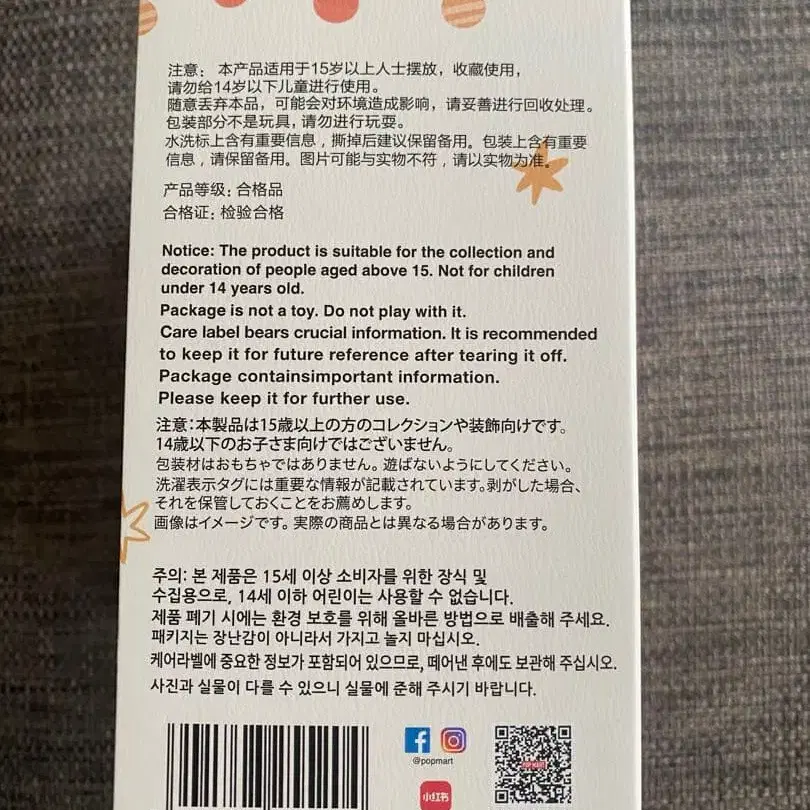 注意： 本产品适用于15岁以上人士摆放，收藏使用，
请勿给14岁以下儿童进行使用。
随意丢弃本品，可能会对环境造成影响，请妥善进行回收处理。
包装部分不是玩具，请勿进行玩耍。
水洗标上含有重要信息，撕掉后建议保留备用。包装上含有重要
信息，请保留备用。图片可能与实物不符，请以实物为准。
产品等级：合格品
合格证：检验合格
Notice: The product is suitable for the collection and
decoration of people aged above 15. Not for children
under 14 years old.
Package is not a toy. Do not play with it.
Care label bears crucial information. It is recommended
to keep it for future reference after tearing it off.
Package containsimportant information.
Please keep it for further use.
注意：本製品は15歳以上の方のコレクションや装飾向けです。
14歳以下のお子さま向けではございません。
包装材はおもちゃではありません。遊ばないようにしてください。
洗濯表示タグには重要な情報が記載されています。剥がした場合、
それを保管しておくことをお薦めします。
画像はイメージです。実際の商品とは異なる場合があります。
주의: 본 제품은 15세 이상 소비자를 위한 장식 및
수집용으로, 14세 이하 어린이는 사용할 수 없습니다.
제품 폐기 시에는 환경 보호를 위해 올바른 방법으로 배출해 주세요.
패키지는 장난감이 아니라서 가지고 놀지 마십시오.
케어라벨에 중요한 정보가 포함되어 있으므로, 떼어낸 후에도 보관해 주십시오.
사진과 실물이 다를 수 있으니 실물에 준해 주시기 바랍니다.
@popmart
POP MART
小红书